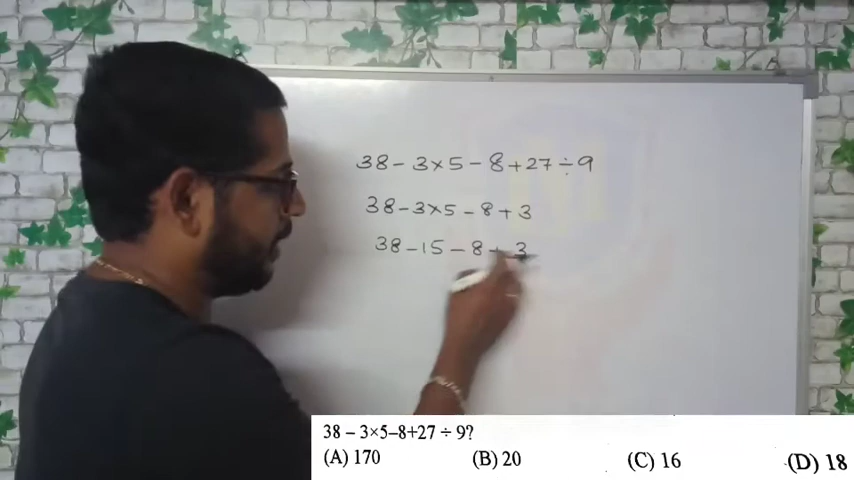 38 - 3×5 - 8 + 27 ÷ 9
38 - 3×5 - 8 + 3
38 - 15 - 8 + 3
38 – 3×5–8+27 ÷ 9?
(A) 170 (B) 20 (C) 16 (D) 18